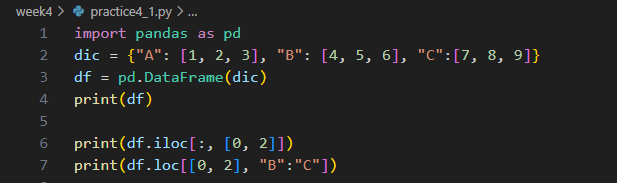 week4 > practice4_1.py > ...
1 import pandas as pd
2 dic = {"A": [1, 2, 3], "B": [4, 5, 6], "C":[7, 8, 9]}
3 df = pd.DataFrame(dic)
4 print(df)
5
6 print(df.iloc[:, [0, 2]])
7 print(df.loc[[0, 2], "B":"C"])